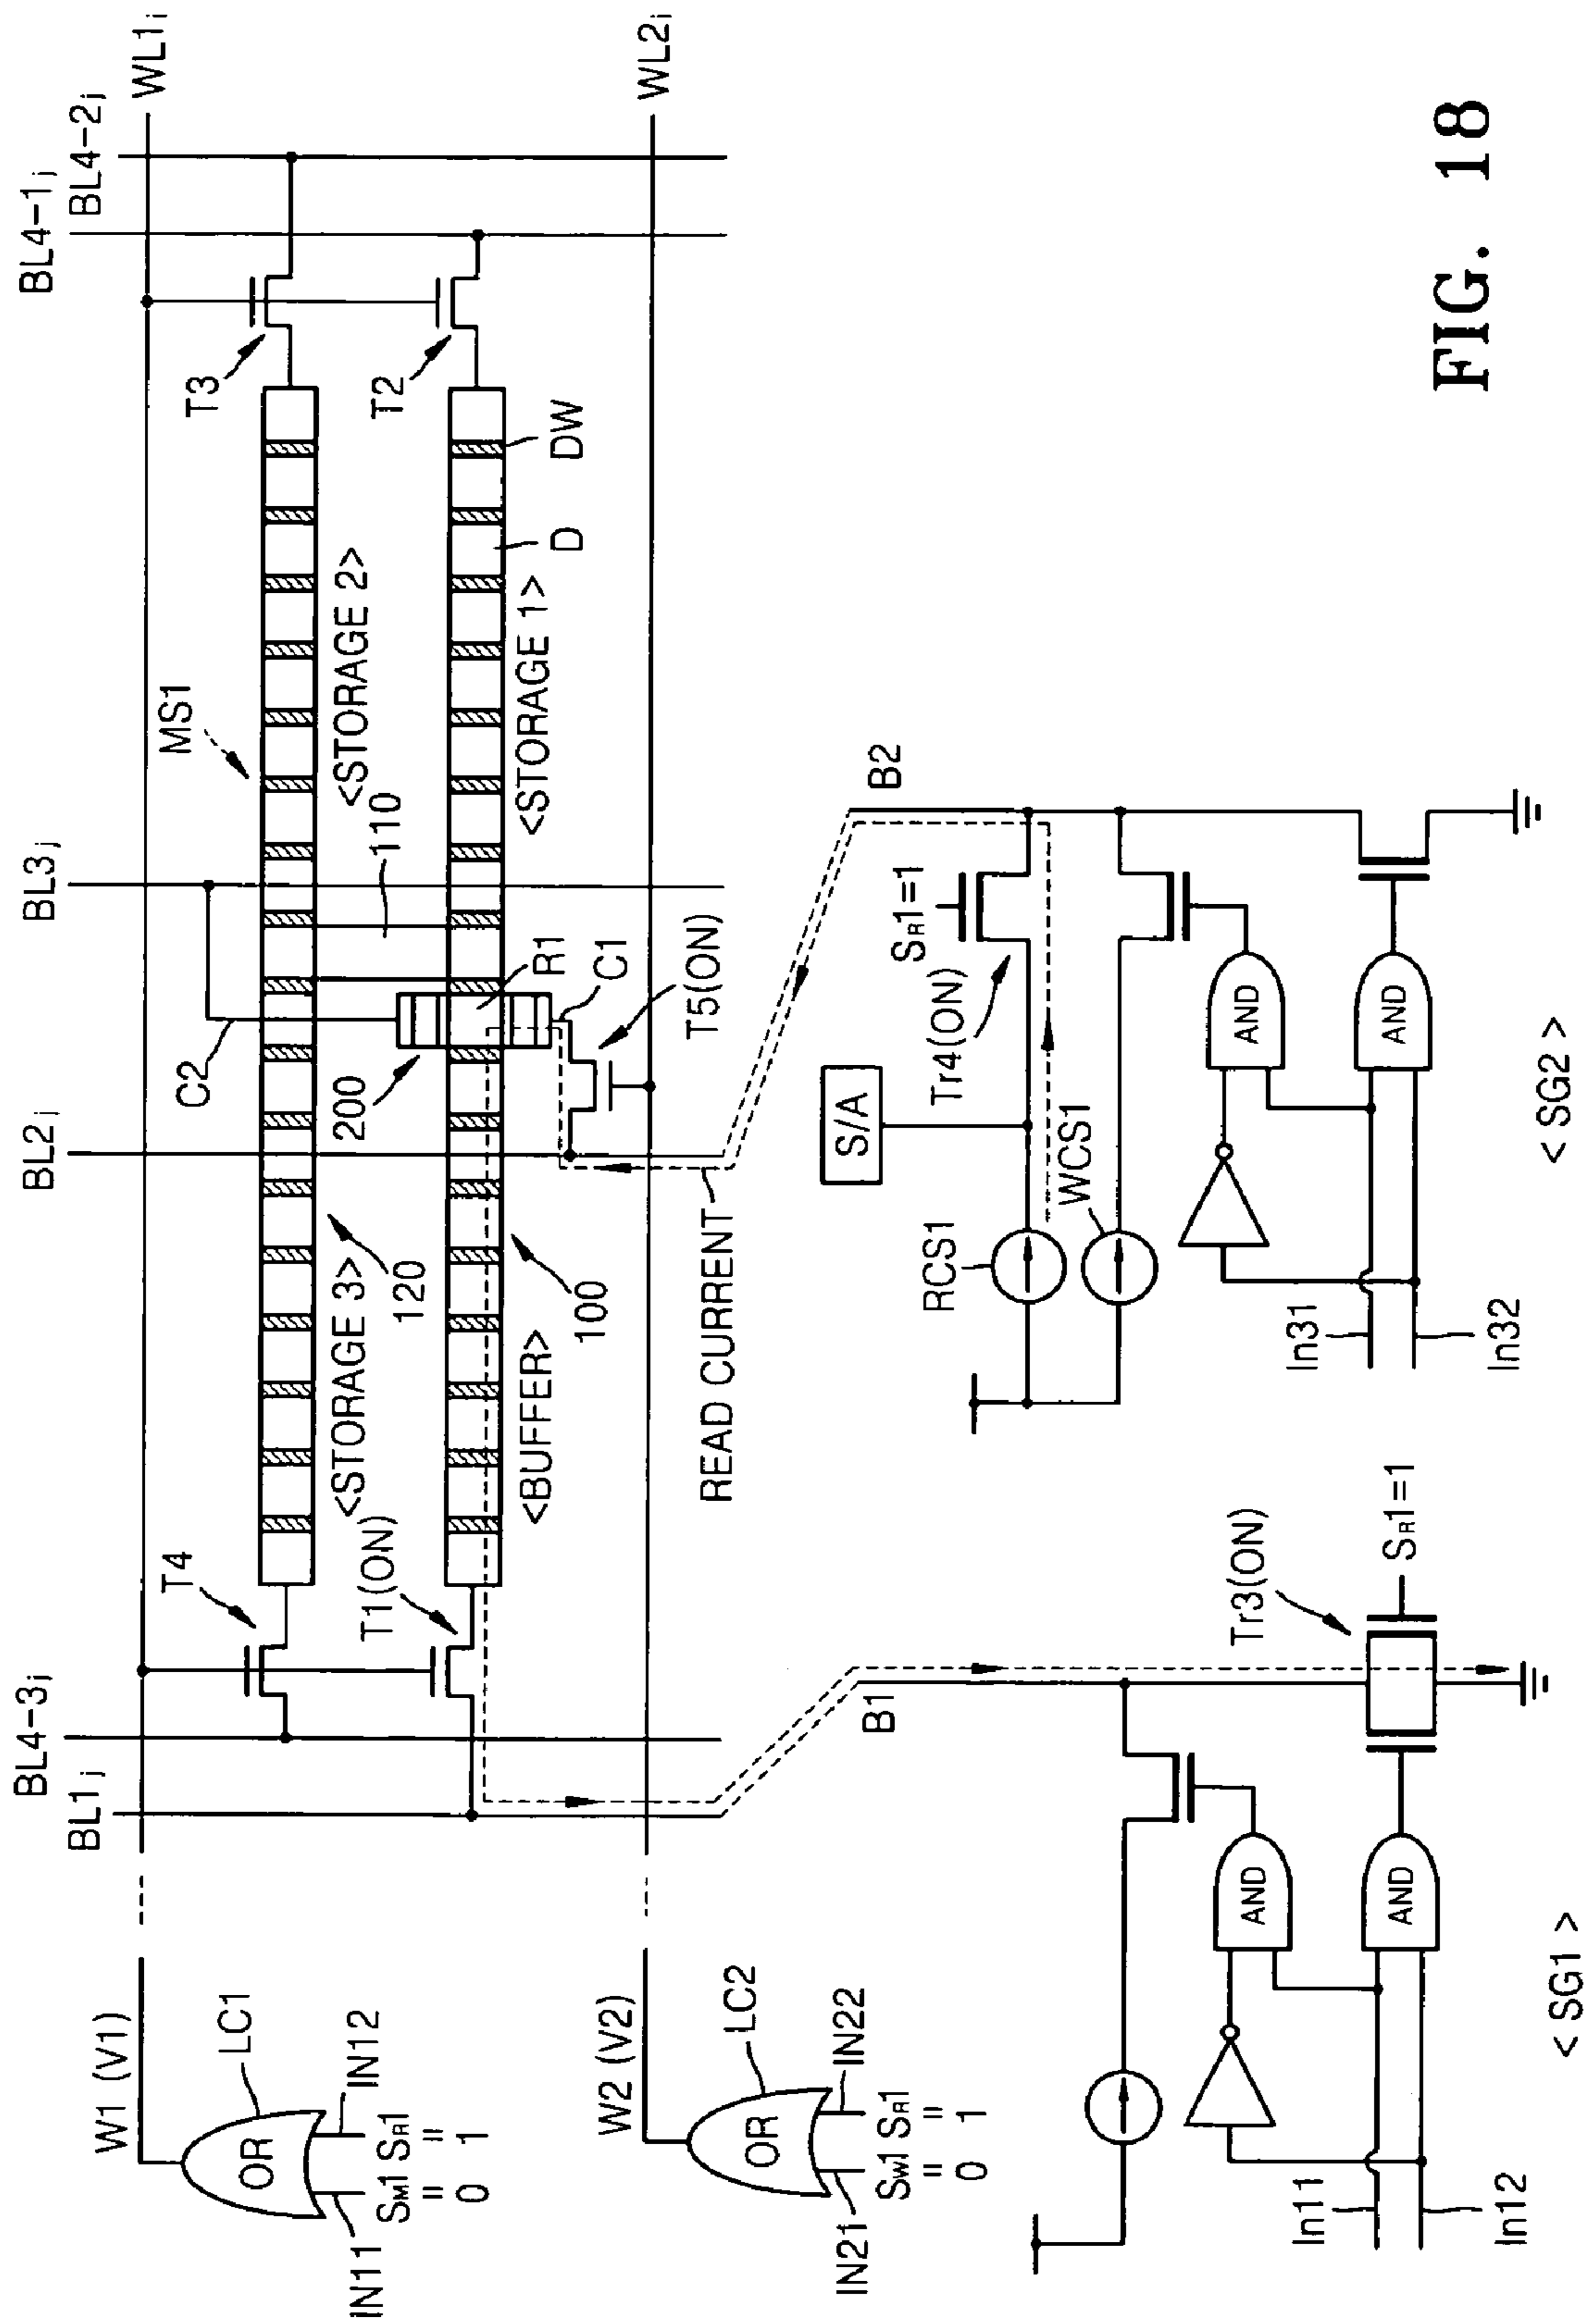 BL1j
BL4-3j
BL2j
BL3j
BL4-1j
BL4-2j
W1 (V1)
WL1i
LC1
OR
IN11
IN12
SM1 SR1
= =
0 1
T4
C2
MS1
T3
<STORAGE 3>
120
110
<STORAGE 2>
T1(ON)
200
T2
<BUFFER>
100
R1
C1
<STORAGE 1>
D
DW
T5(ON)
W2 (V2)
WL2i
LC2
OR
IN21
IN22
SW1 SR1
= =
0 1
READ CURRENT
B1
B2
S/A
RCS1
Tr4(ON)
SR1=1
WCS1
AND
AND
Tr3(ON)
SR1=1
AND
AND
In11
In12
In31
In32
< SG1 >
< SG2 >
FIG. 18